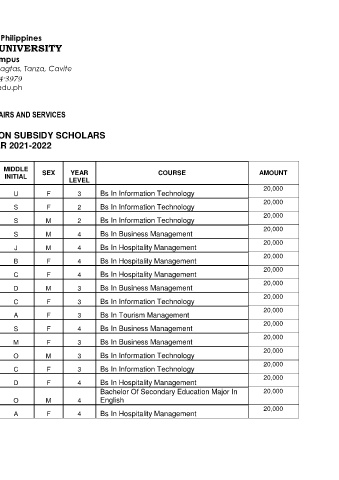 Philippines
UNIVERSITY
mpus
agtas, Tanza, Cavite
4-3979
edu.ph
AIRS AND SERVICES
ON SUBSIDY SCHOLARS
R 2021-2022
MIDDLE INITIAL SEX YEAR LEVEL COURSE AMOUNT
U F 3 Bs In Information Technology 20,000
S F 2 Bs In Information Technology 20,000
S M 2 Bs In Information Technology 20,000
S M 4 Bs In Business Management 20,000
J M 4 Bs In Hospitality Management 20,000
B F 4 Bs In Hospitality Management 20,000
C F 4 Bs In Hospitality Management 20,000
D M 3 Bs In Business Management 20,000
C F 3 Bs In Information Technology 20,000
A F 3 Bs In Tourism Management 20,000
S F 4 Bs In Business Management 20,000
M F 3 Bs In Business Management 20,000
O M 3 Bs In Information Technology 20,000
C F 3 Bs In Information Technology 20,000
D F 4 Bs In Hospitality Management 20,000
O M 4 Bachelor Of Secondary Education Major In English 20,000
A F 4 Bs In Hospitality Management 20,000